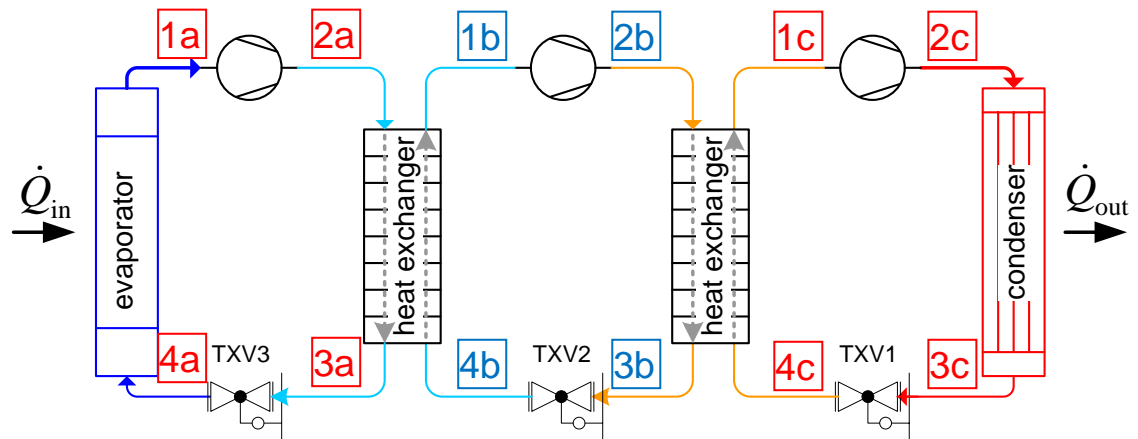 1a
2a
1b
2b
1c
2c
Q̇in
evaporator
heat exchanger
heat exchanger
condenser
Q̇out
4a
TXV3
3a
4b
TXV2
3b
4c
TXV1
3c